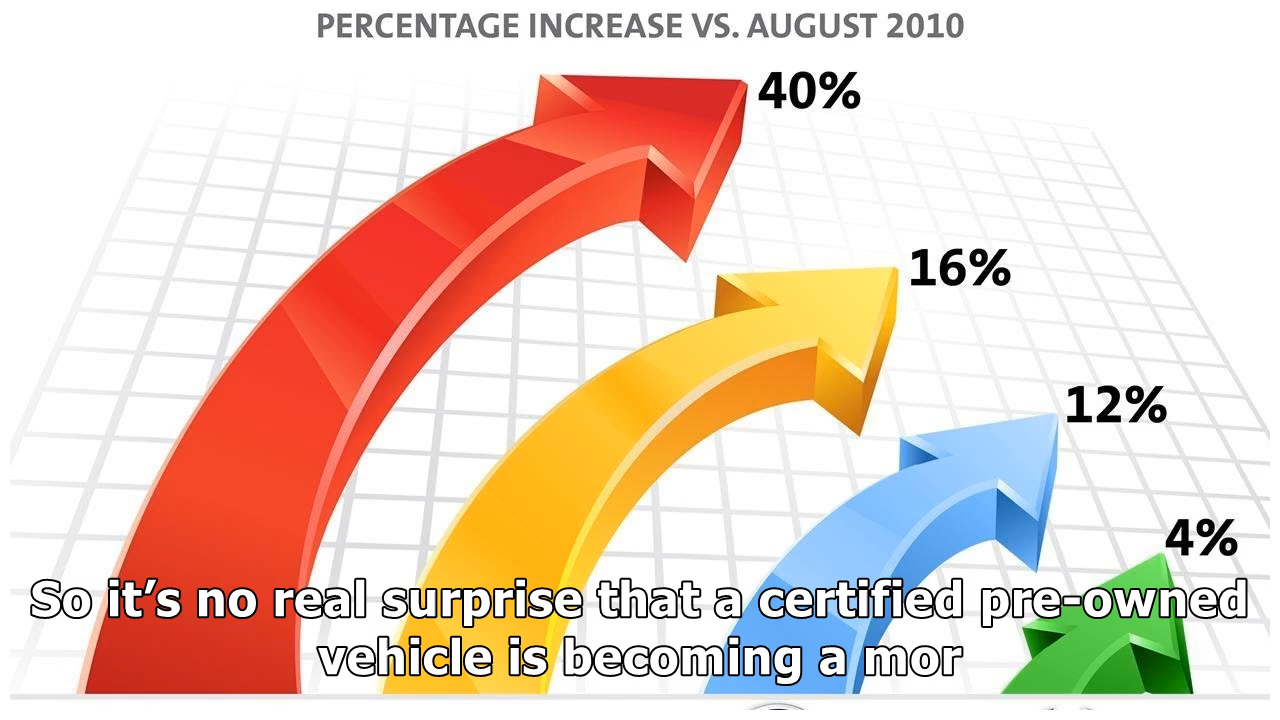 PERCENTAGE INCREASE VS. AUGUST 2010
40%
16%
12%
4%
So it's no real surprise that a certified pre-owned
vehicle is becoming a mor